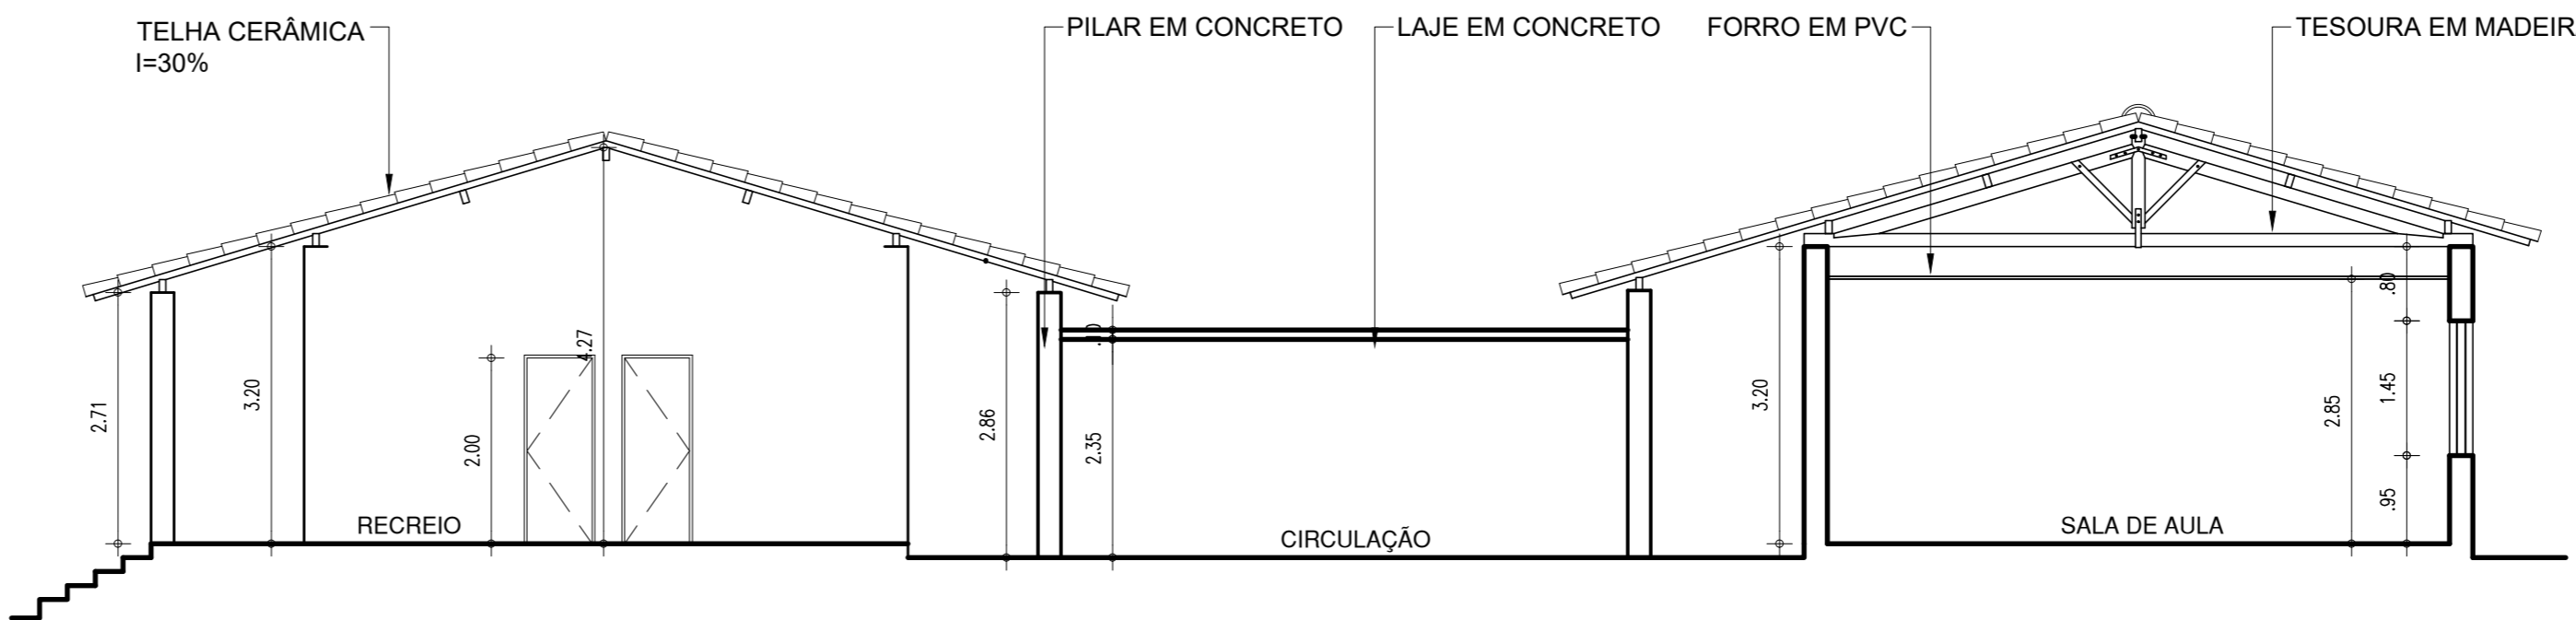 TELHA CERÂMICA
I=30%
PILAR EM CONCRETO
LAJE EM CONCRETO
FORRO EM PVC
TESOURA EM MADEIR
2.71
3.20
2.00
4.27
2.86
2.35
.10
3.20
2.85
.80
1.45
.95
RECREIO
CIRCULAÇÃO
SALA DE AULA